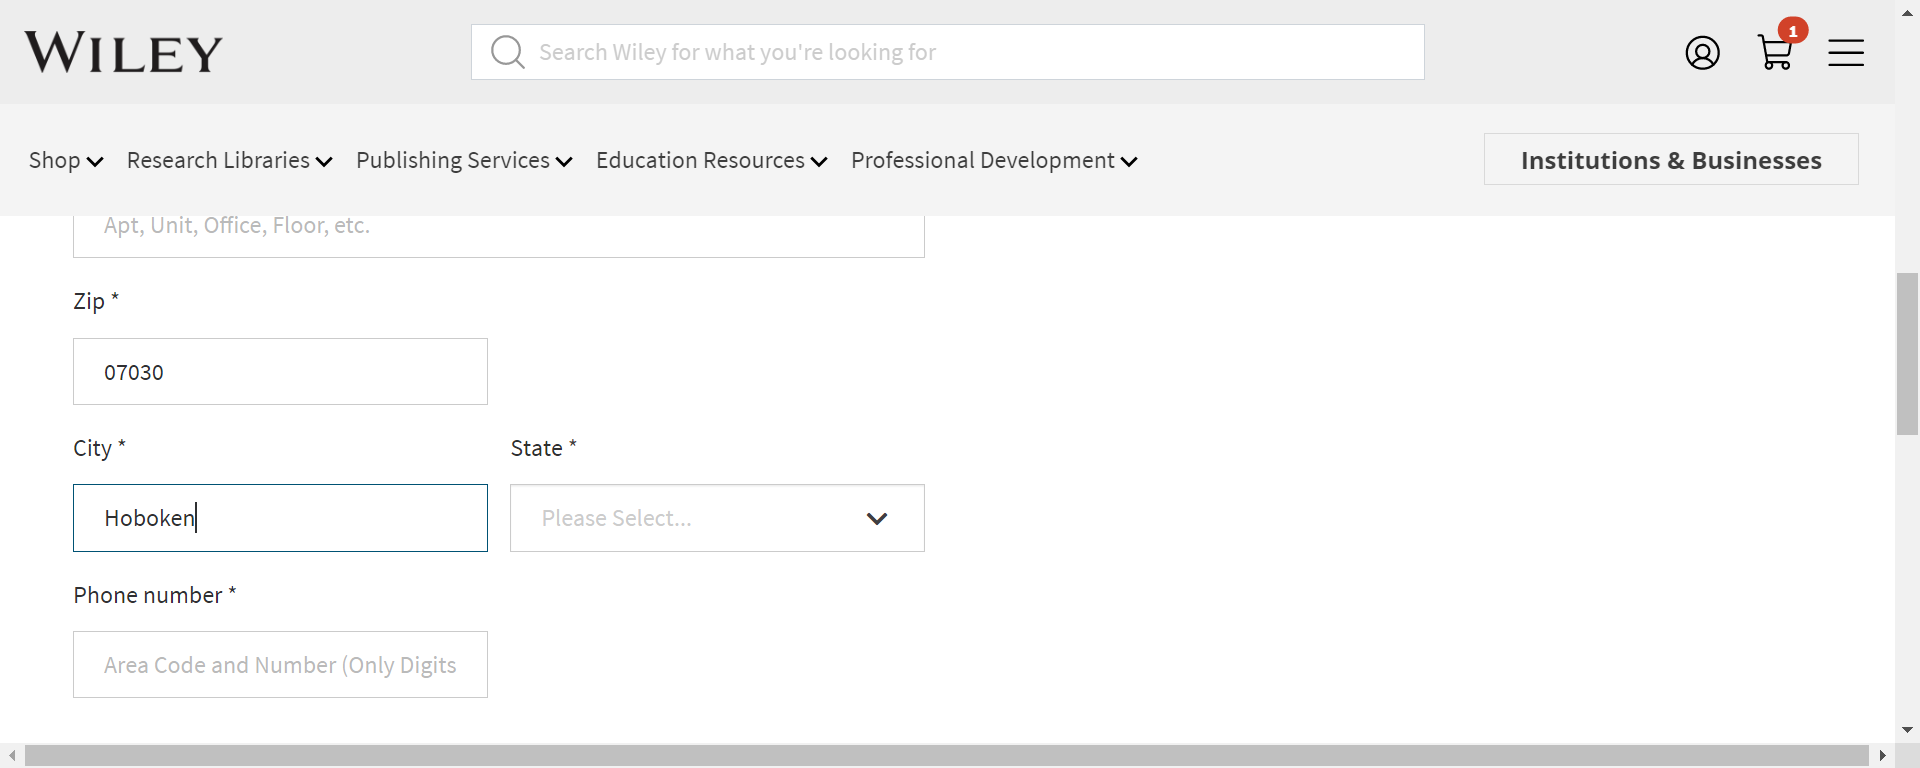 WILEY
Search Wiley for what you're looking for
1
Shop Research Libraries Publishing Services Education Resources Professional Development
Institutions & Businesses
Apt, Unit, Office, Floor, etc.
Zip *
07030
City * State *
Hoboken Please Select...
Phone number *
Area Code and Number (Only Digits